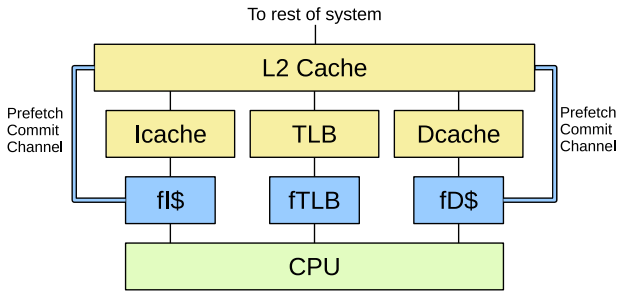 To rest of system
L2 Cache
Prefetch
Commit
Channel
Icache
TLB
Dcache
Prefetch
Commit
Channel
fI$
fTLB
fD$
CPU